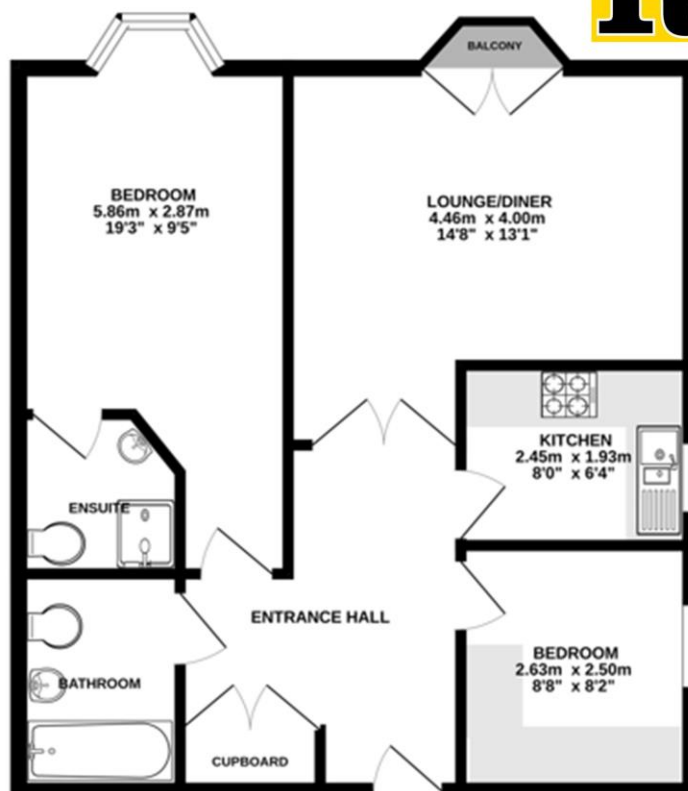 BALCONY
BEDROOM
5.86m x 2.87m
19'3" x 9'5"
LOUNGE/DINER
4.46m x 4.00m
14'8" x 13'1"
KITCHEN
2.45m x 1.93m
8'0" x 6'4"
ENSUITE
ENTRANCE HALL
BEDROOM
2.63m x 2.50m
8'8" x 8'2"
BATHROOM
CUPBOARD